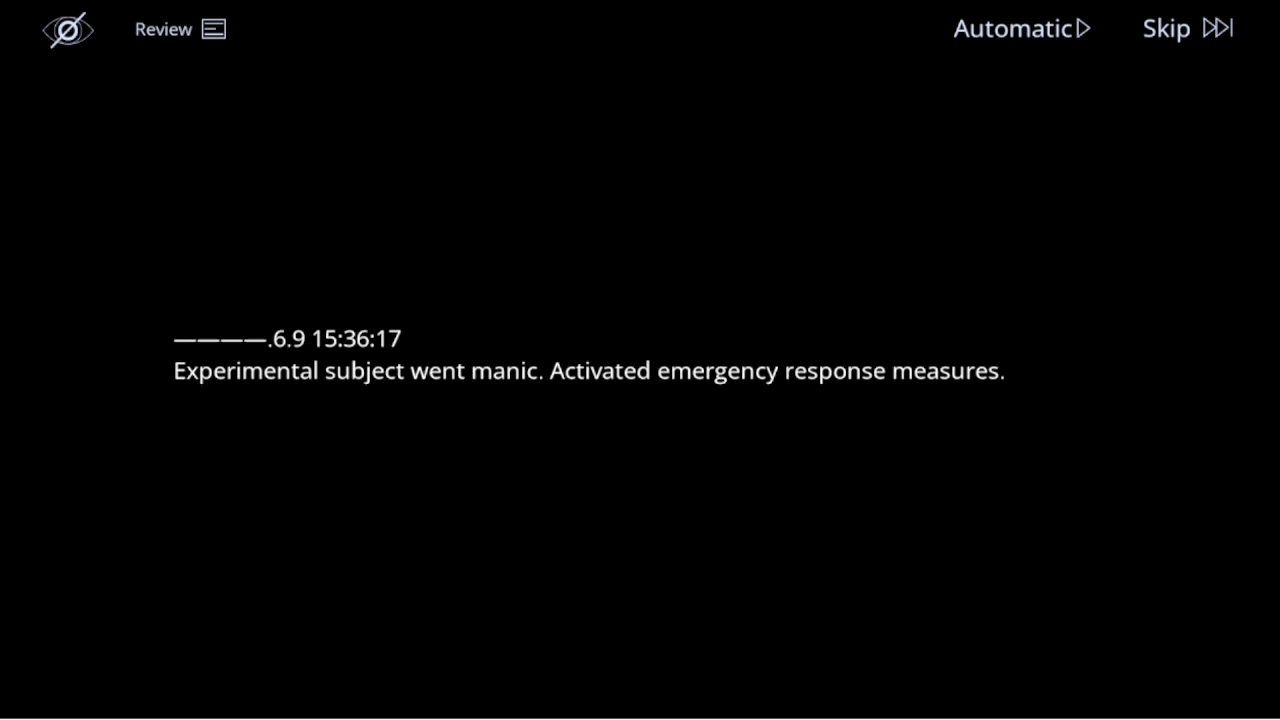 Review
Automatic
Skip
————.6.9 15:36:17
Experimental subject went manic. Activated emergency response measures.